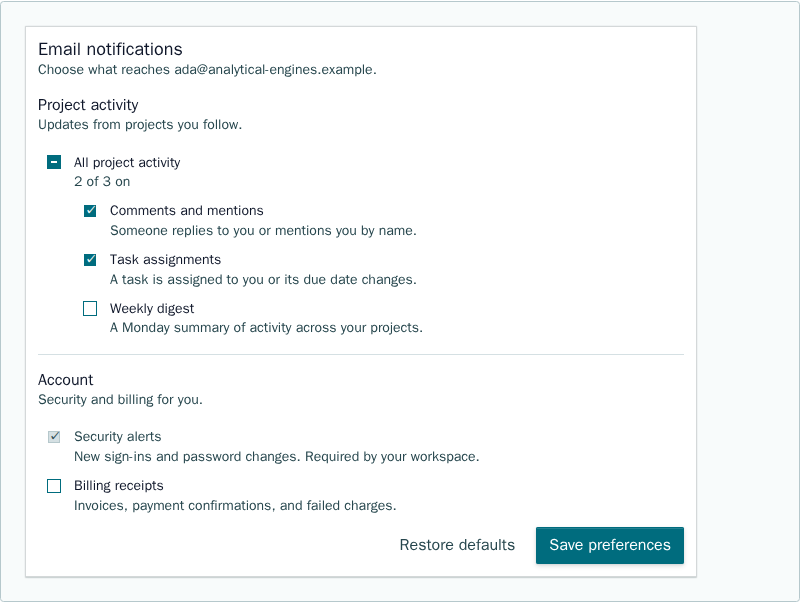 Email notifications
Choose what reaches ada@analytical-engines.example.
Project activity
Updates from projects you follow.
All project activity
2 of 3 on
Comments and mentions
Someone replies to you or mentions you by name.
Task assignments
A task is assigned to you or its due date changes.
Weekly digest
A Monday summary of activity across your projects.
Account
Security and billing for you.
Security alerts
New sign-ins and password changes. Required by your workspace.
Billing receipts
Invoices, payment confirmations, and failed charges.
Restore defaults
Save preferences